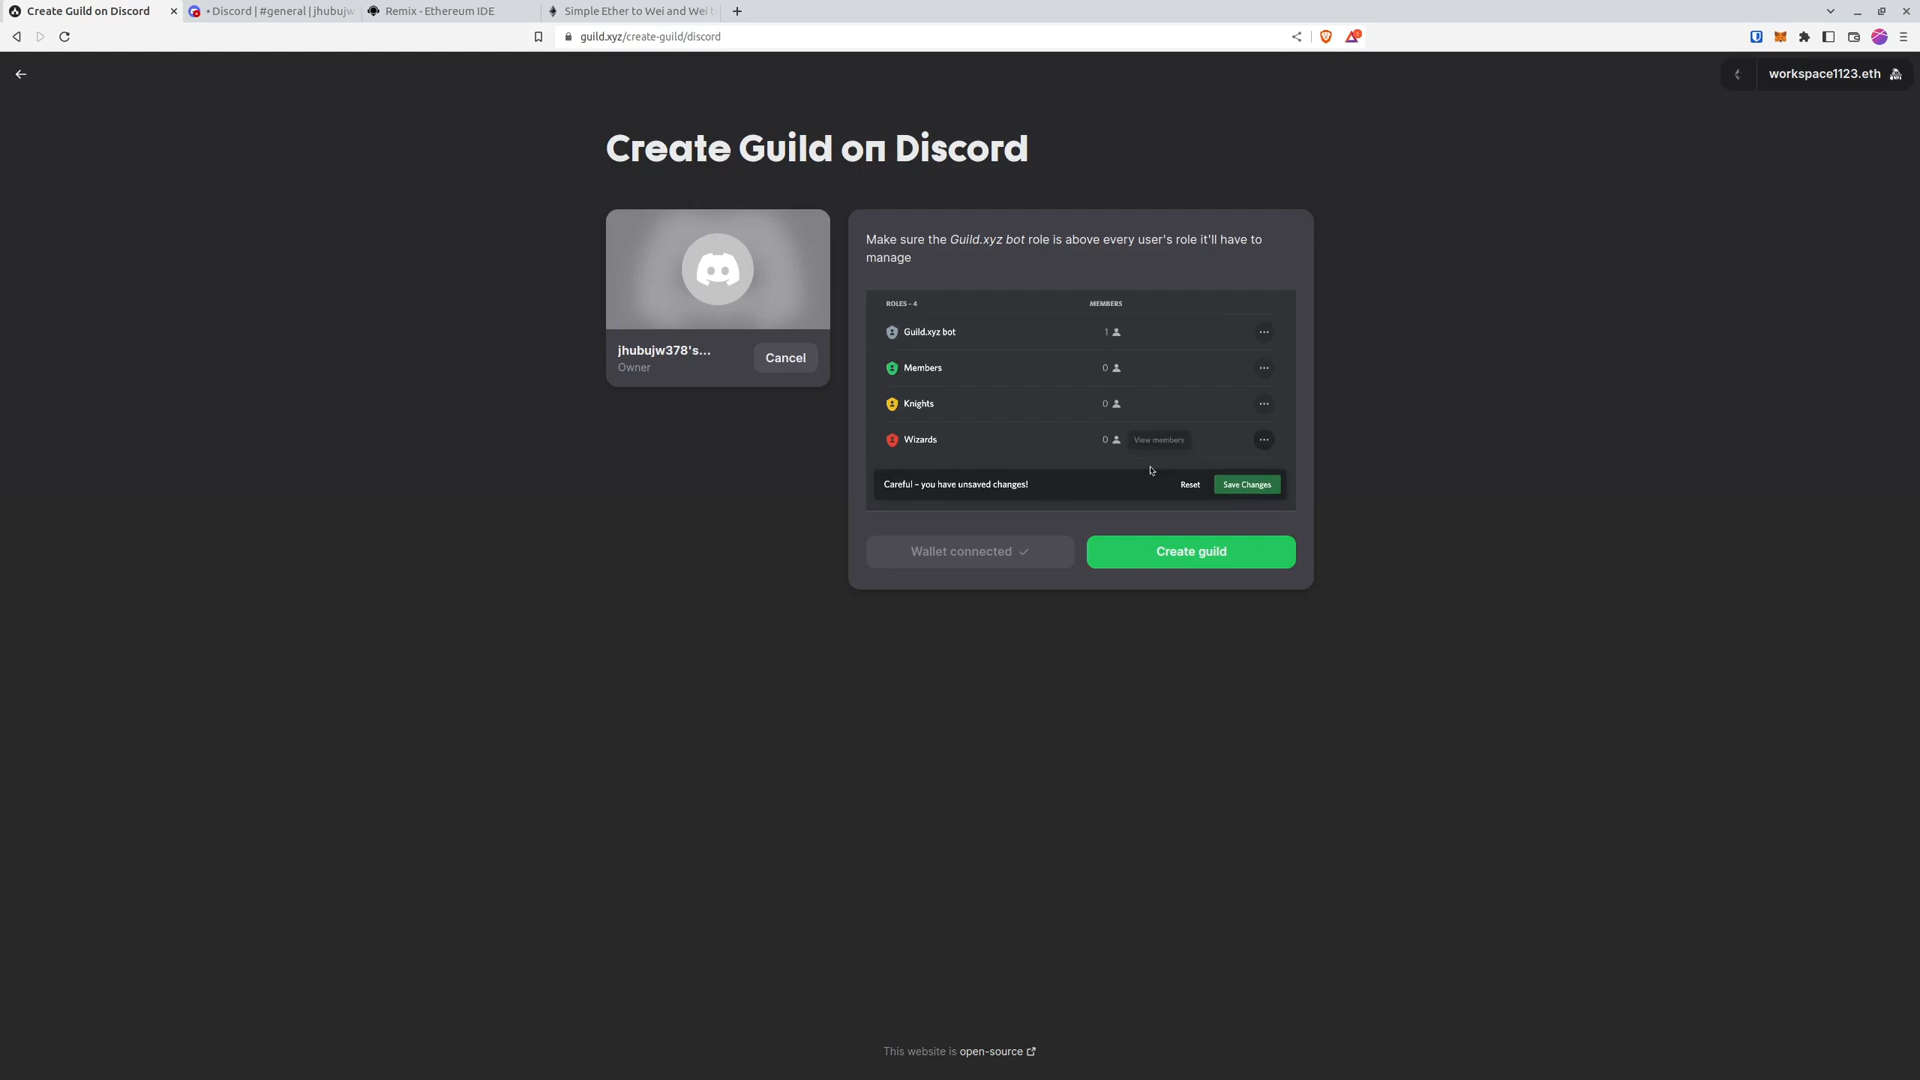 Create Guild on Discord
• Discord | #general | jhubujw
Remix - Ethereum IDE
Simple Ether to Wei and Wei t
guild.xyz/create-guild/discord
workspace1123.eth
Create Guild on Discord
jhubujw378's...
Owner
Cancel
Make sure the Guild.xyz bot role is above every user's role it'll have to
manage
ROLES - 4 MEMBERS
Guild.xyz bot 1
Members 0
Knights 0
Wizards 0 View members
Careful – you have unsaved changes! Reset Save Changes
Wallet connected Create guild
This website is open-source